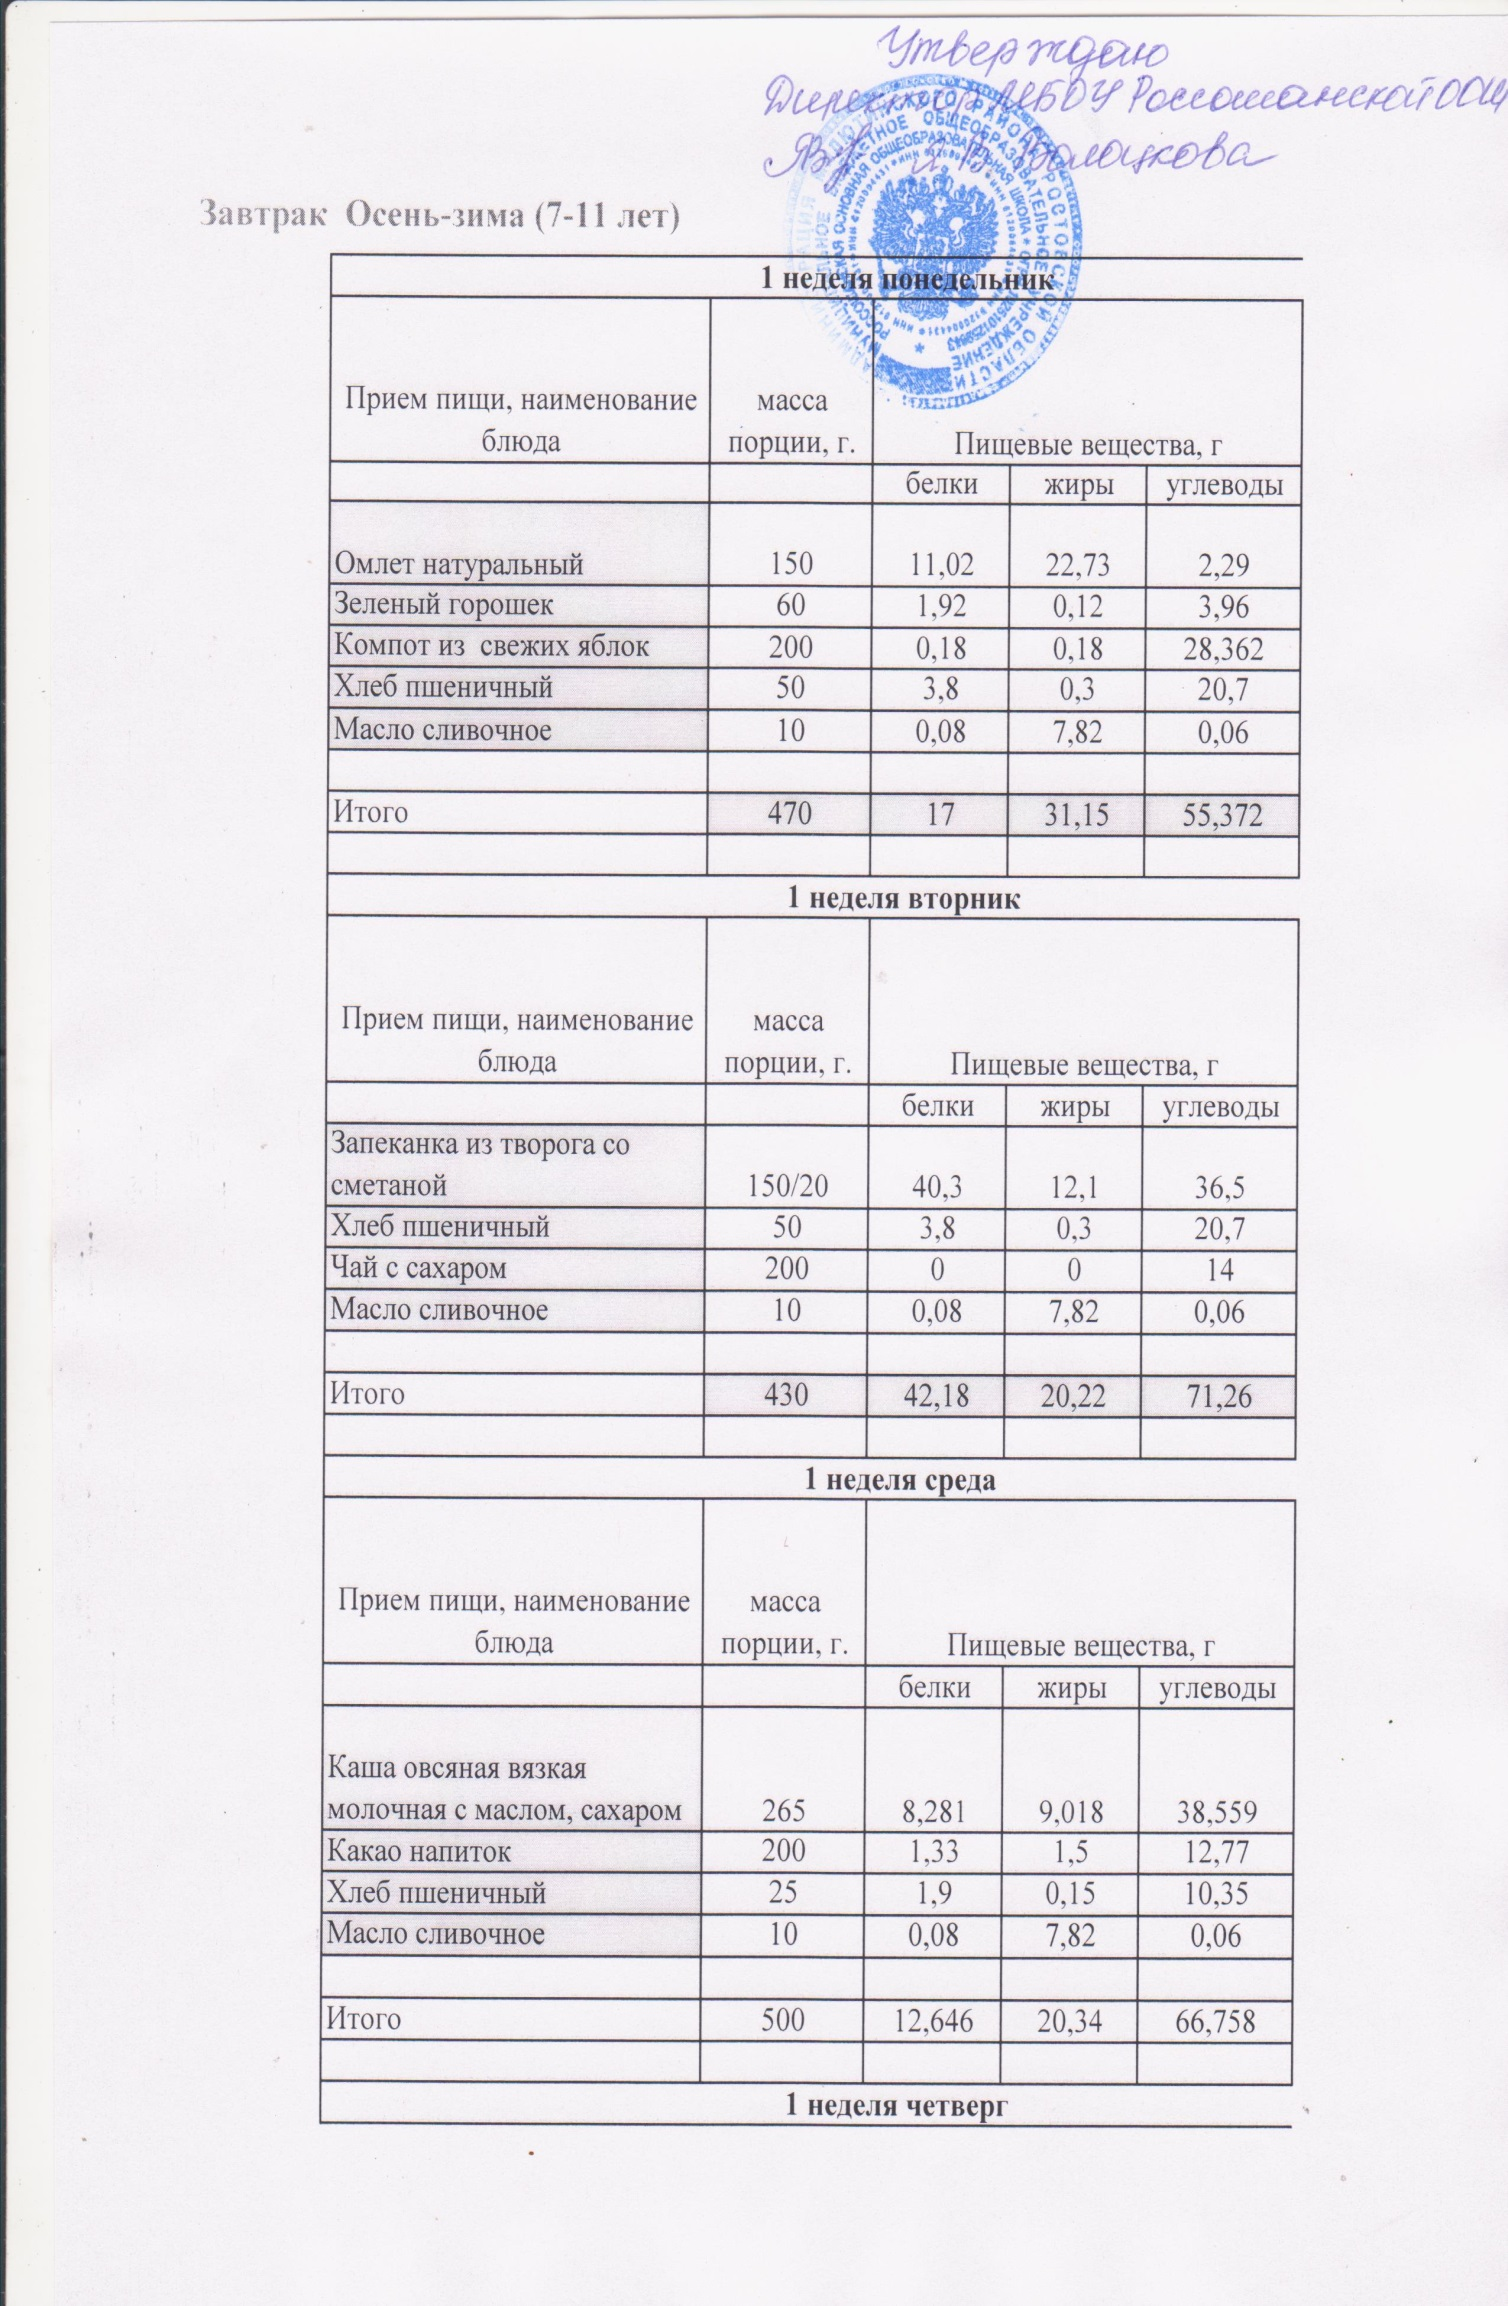 Утверждаю
Директор МБОУ Россошанской ООШ
Завтрак Осень-зима (7-11 лет)
1 неделя понедельник
Прием пищи, наименование блюда масса порции, г. Пищевые вещества, г
белки жиры углеводы
Омлет натуральный 150 11,02 22,73 2,29
Зеленый горошек 60 1,92 0,12 3,96
Компот из свежих яблок 200 0,18 0,18 28,362
Хлеб пшеничный 50 3,8 0,3 20,7
Масло сливочное 10 0,08 7,82 0,06
Итого 470 17 31,15 55,372
1 неделя вторник
Прием пищи, наименование блюда масса порции, г. Пищевые вещества, г
белки жиры углеводы
Запеканка из творога со
сметаной 150/20 40,3 12,1 36,5
Хлеб пшеничный 50 3,8 0,3 20,7
Чай с сахаром 200 0 0 14
Масло сливочное 10 0,08 7,82 0,06
Итого 430 42,18 20,22 71,26
1 неделя среда
Прием пищи, наименование блюда масса порции, г. Пищевые вещества, г
белки жиры углеводы
Каша овсяная вязкая
молочная с маслом, сахаром 265 8,281 9,018 38,559
Какао напиток 200 1,33 1,5 12,77
Хлеб пшеничный 25 1,9 0,15 10,35
Масло сливочное 10 0,08 7,82 0,06
Итого 500 12,646 20,34 66,758
1 неделя четверг